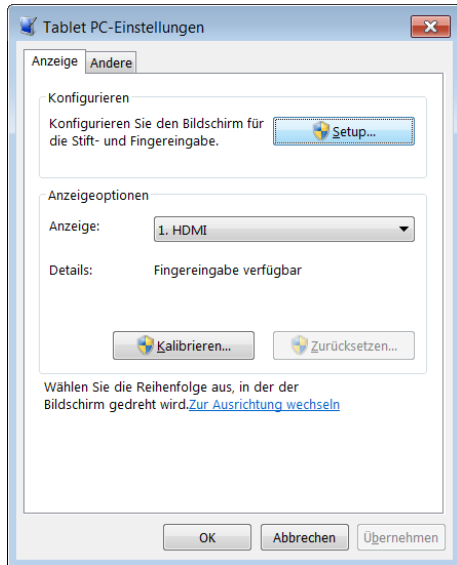 Tablet PC-Einstellungen
Anzeige Andere
Konfigurieren
Konfigurieren Sie den Bildschirm für
die Stift- und Fingereingabe.
Setup...
Anzeigeoptionen
Anzeige: 1. HDMI
Details: Fingereingabe verfügbar
Kalibrieren... Zurücksetzen...
Wählen Sie die Reihenfolge aus, in der der
Bildschirm gedreht wird.Zur Ausrichtung wechseln
OK Abbrechen Übernehmen